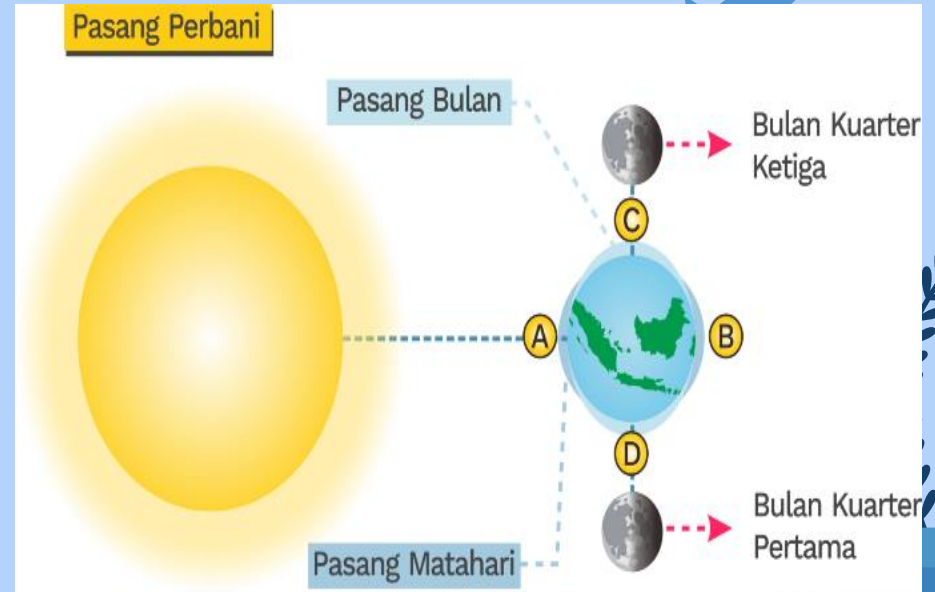 Pasang Perbani
Pasang Bulan
Bulan Kuarter
Ketiga
C
A
B
D
Bulan Kuarter
Pertama
Pasang Matahari